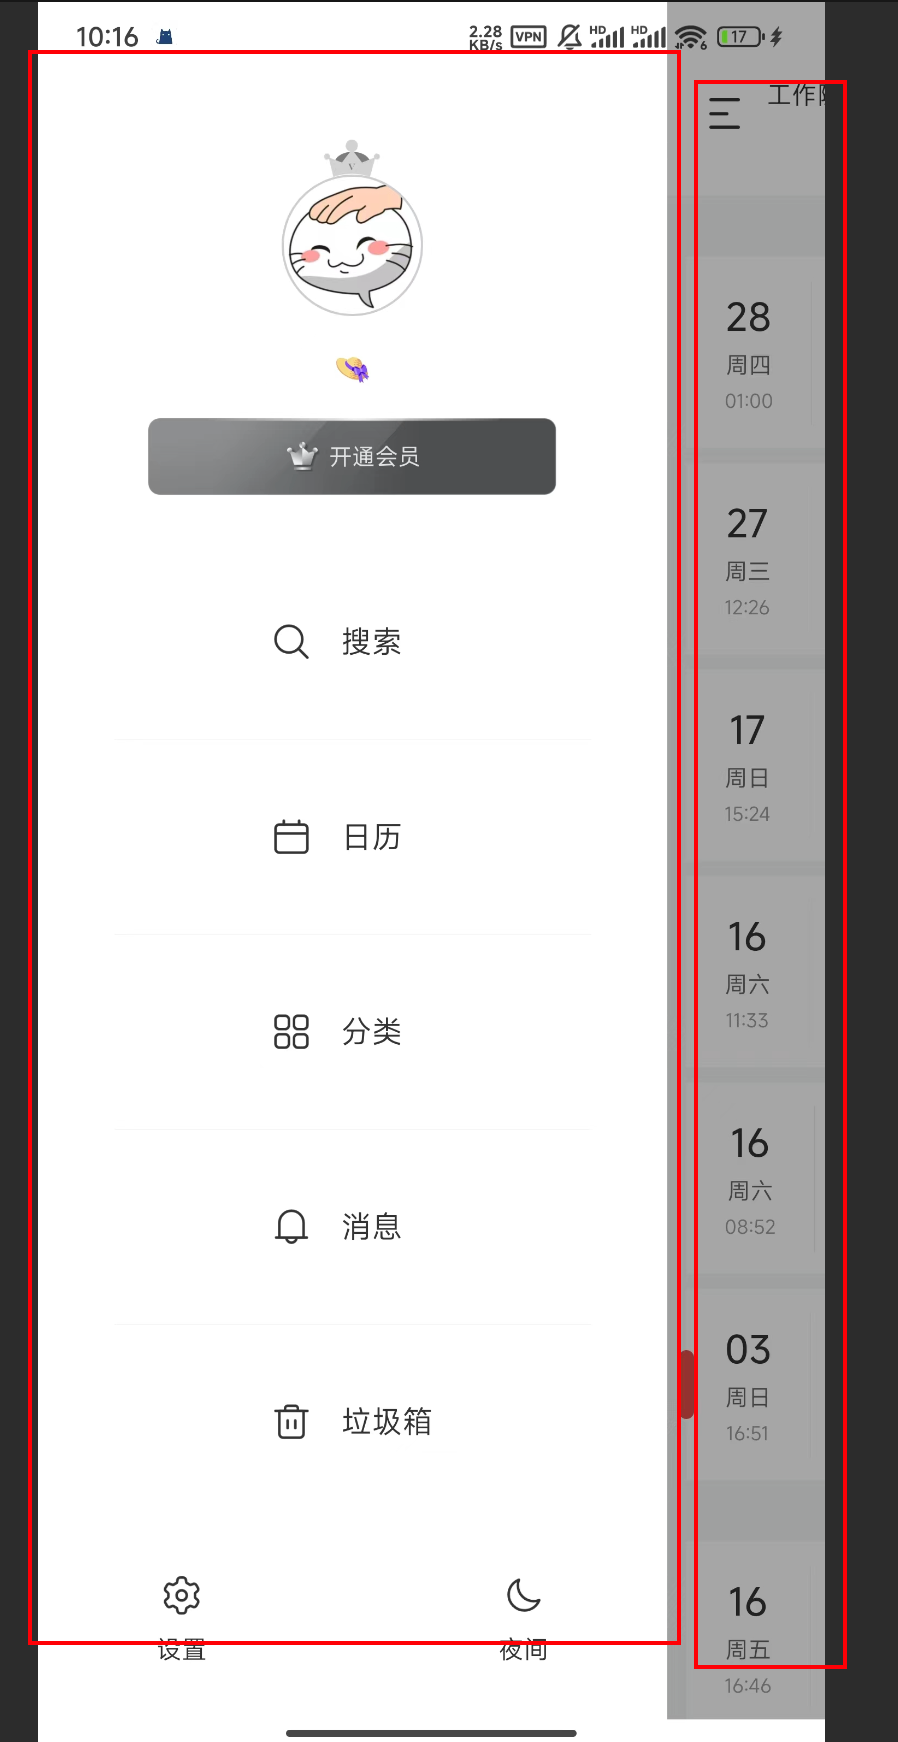 10:16
2.28 KB/s VPN HD HD 6 17
工作
开通会员
搜索
日历
分类
消息
垃圾箱
设置
夜间
28
周四
01:00
27
周三
12:26
17
周日
15:24
16
周六
11:33
16
周六
08:52
03
周日
16:51
16
周五
16:46